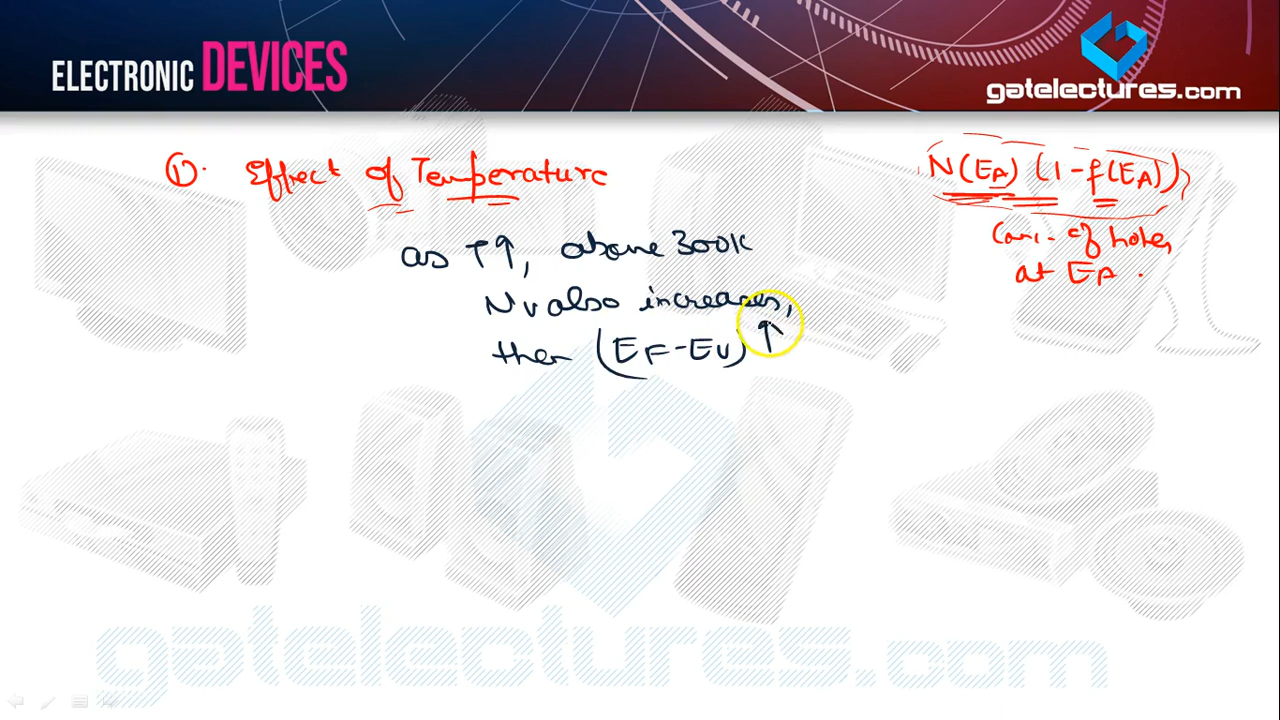 ELECTRONIC DEVICES
gatelectures.com
① Effect of Temperature
N(EA) (1-f(EA))
Conc. of holes
at EA.
as T↑, above 300K
Nv also increases,
then (EF-EV)↑
gatelectures.com